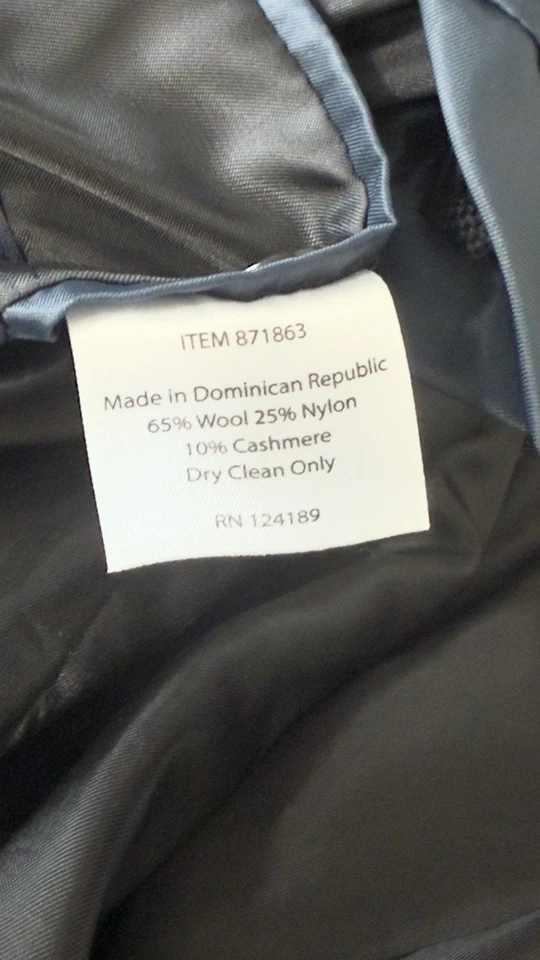 ITEM 871863
Made in Dominican Republic
65% Wool 25% Nylon
10% Cashmere
Dry Clean Only
RN 124189